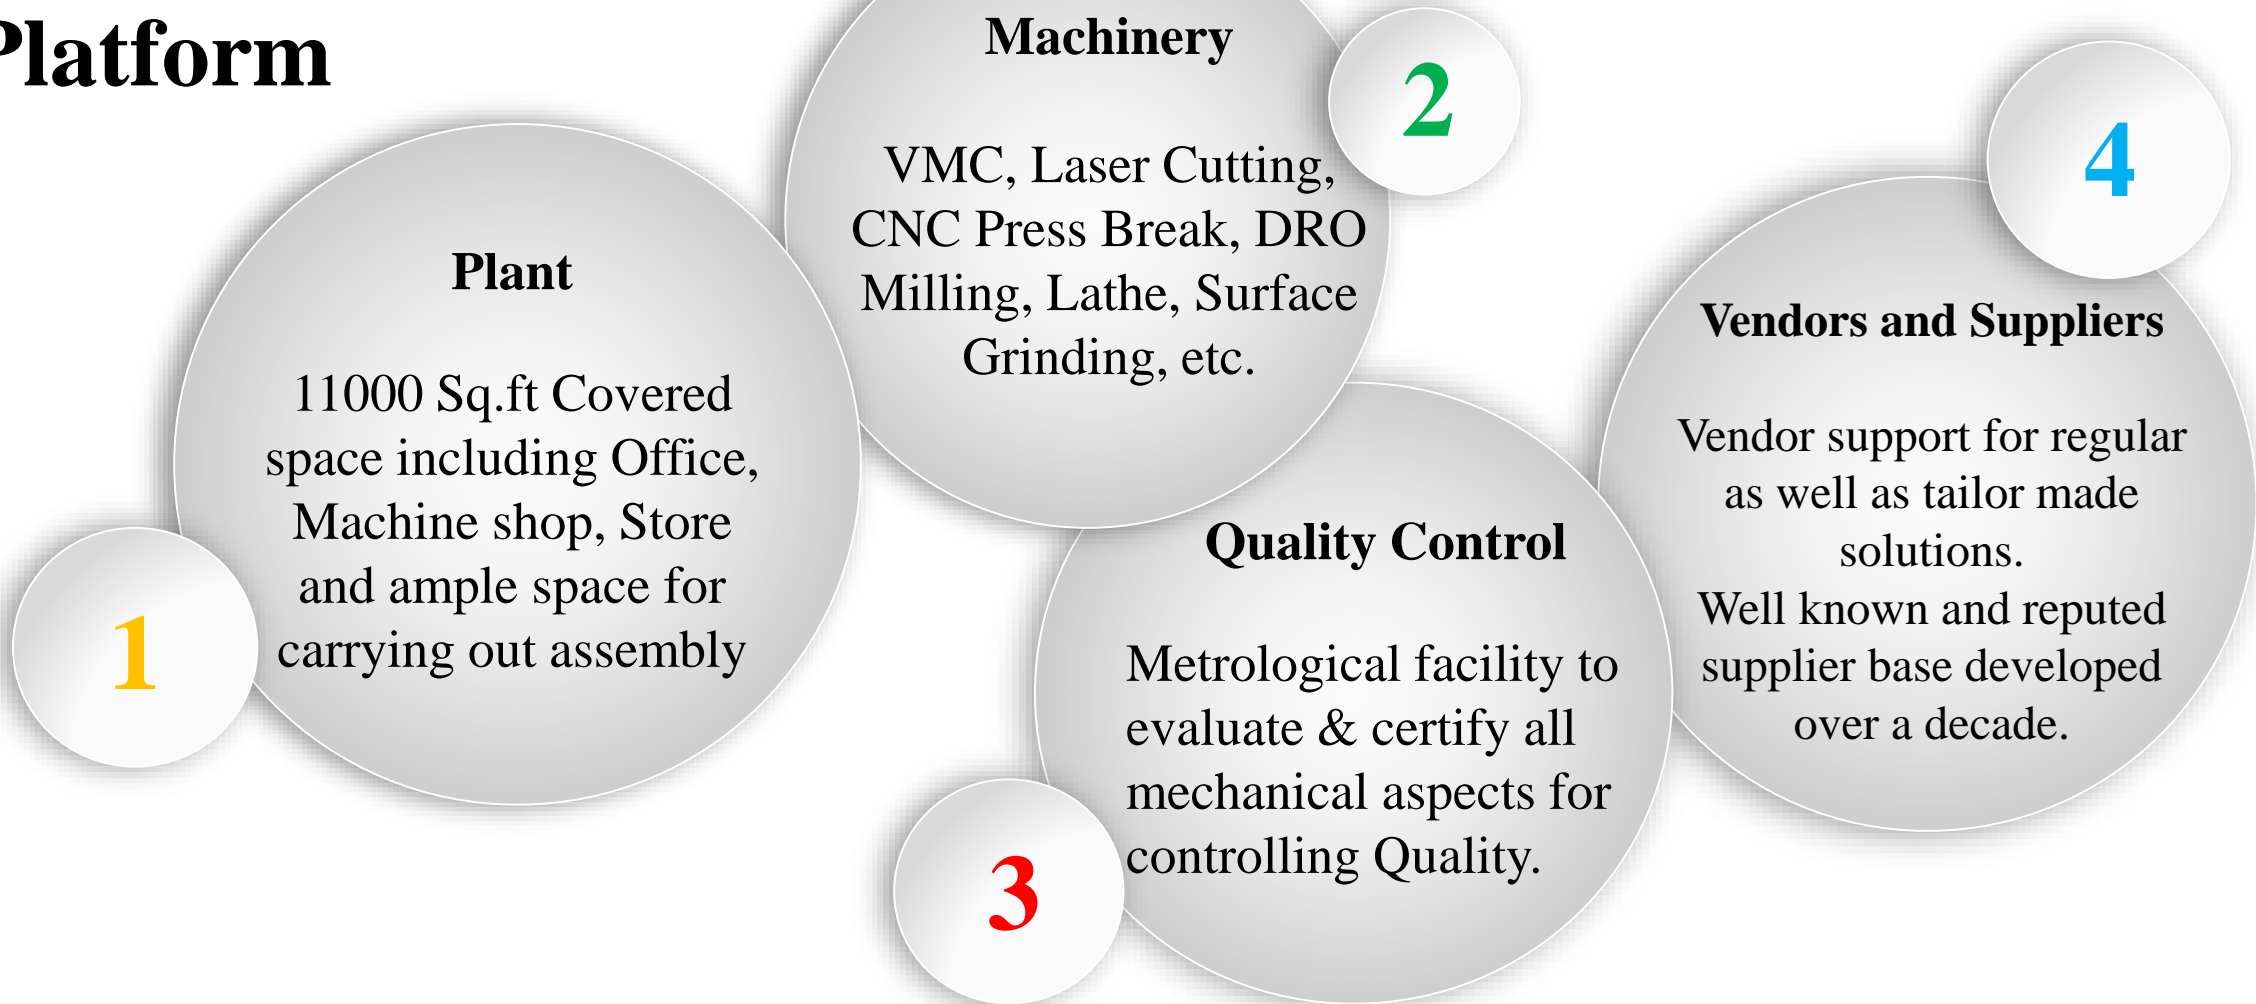 Platform
1
Plant
11000 Sq.ft Covered
space including Office,
Machine shop, Store
and ample space for
carrying out assembly
2
Machinery
VMC, Laser Cutting,
CNC Press Break, DRO
Milling, Lathe, Surface
Grinding, etc.
3
Quality Control
Metrological facility to
evaluate & certify all
mechanical aspects for
controlling Quality.
4
Vendors and Suppliers
Vendor support for regular
as well as tailor made
solutions.
Well known and reputed
supplier base developed
over a decade.